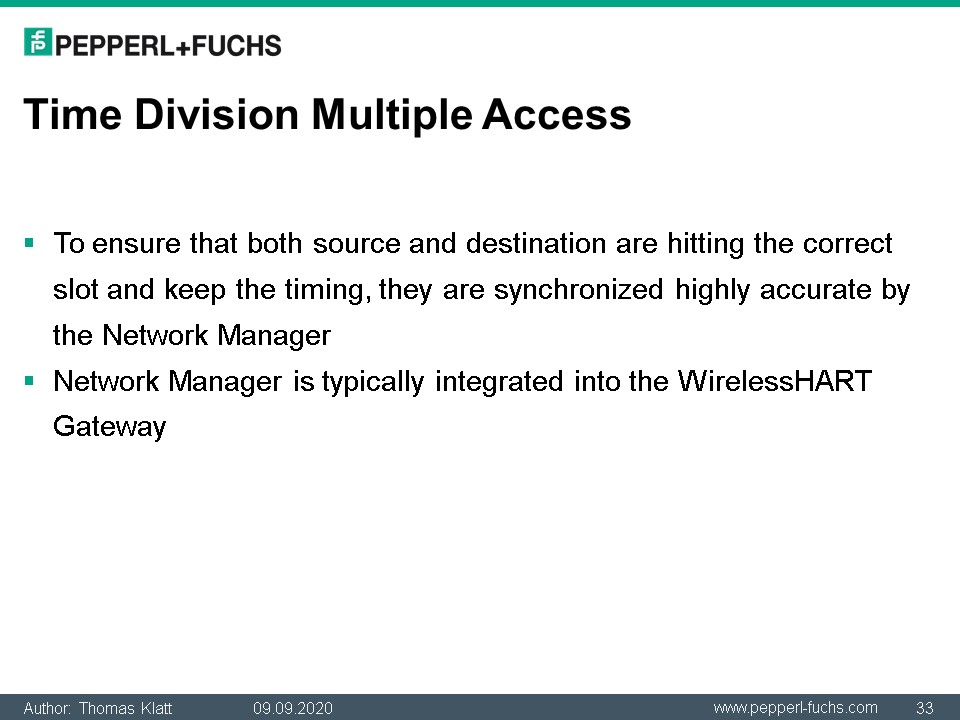 PEPPERL+FUCHS
Time Division Multiple Access
▪ To ensure that both source and destination are hitting the correct
slot and keep the timing, they are synchronized highly accurate by
the Network Manager
▪ Network Manager is typically integrated into the WirelessHART
Gateway
Author: Thomas Klatt 09.09.2020 www.pepperl-fuchs.com 33